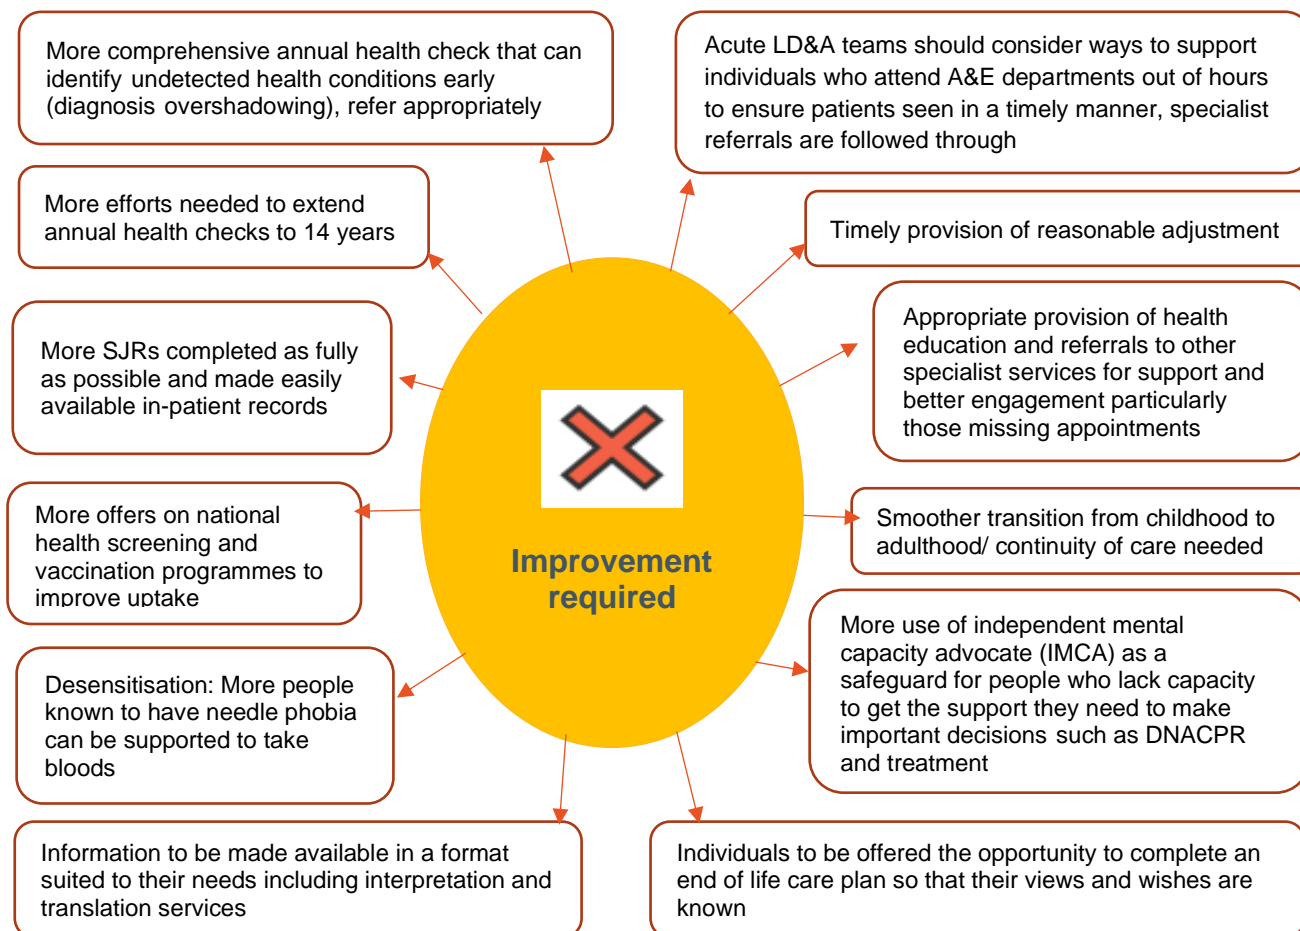 More comprehensive annual health check that can
identify undetected health conditions early
(diagnosis overshadowing), refer appropriately
Acute LD&A teams should consider ways to support
individuals who attend A&E departments out of hours
to ensure patients seen in a timely manner, specialist
referrals are followed through
More efforts needed to extend
annual health checks to 14 years
Timely provision of reasonable adjustment
More SJRs completed as fully
as possible and made easily
available in-patient records
Appropriate provision of health
education and referrals to other
specialist services for support and
better engagement particularly
those missing appointments
More offers on national
health screening and
vaccination programmes to
improve uptake
Smoother transition from childhood to
adulthood/ continuity of care needed
Improvement
required
Desensitisation: More people
known to have needle phobia
can be supported to take
bloods
More use of independent mental
capacity advocate (IMCA) as a
safeguard for people who lack capacity
to get the support they need to make
important decisions such as DNACPR
and treatment
Information to be made available in a format
suited to their needs including interpretation and
translation services
Individuals to be offered the opportunity to complete an
end of life care plan so that their views and wishes are
known